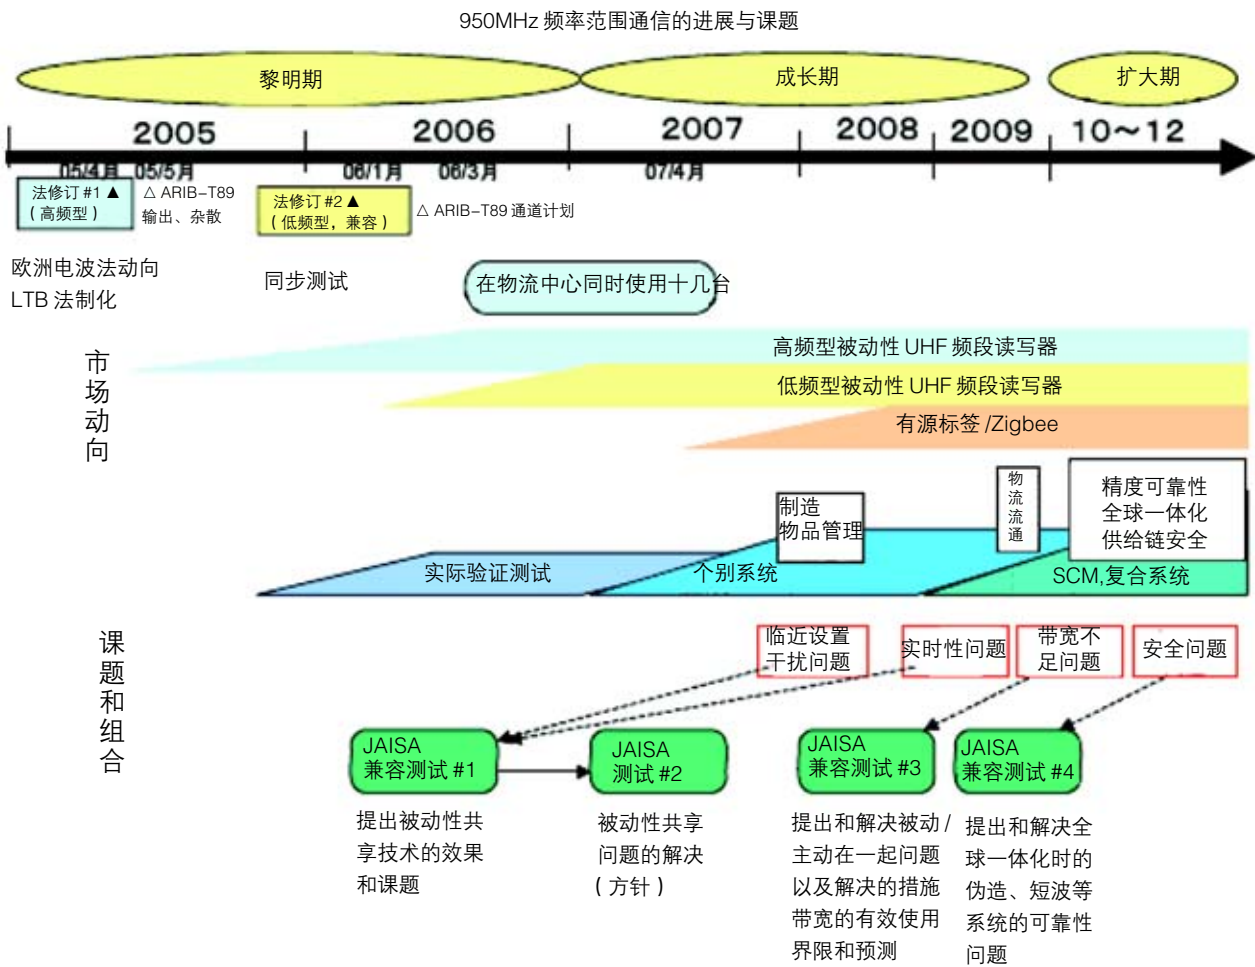 950MHz 频率范围通信的进展与课题
黎明期
成长期
扩大期
2005
2006
2007
2008
2009
10～12
05/4月
05/5月
06/1月
06/3月
07/4月
法修订 #1 ▲
( 高频型 )
△ ARIB-T89
输出、杂散
法修订 #2 ▲
( 低频型，兼容 )
△ ARIB-T89 通道计划
欧洲电波法动向
LTB 法制化
同步测试
在物流中心同时使用十几台
市场动向
高频型被动性 UHF 频段读写器
低频型被动性 UHF 频段读写器
有源标签 /Zigbee
制造
物品管理
物流流通
精度可靠性
全球一体化
供给链安全
实际验证测试
个别系统
SCM,复合系统
课题和组合
临近设置
干扰问题
实时性问题
带宽不
足问题
安全问题
JAISA
兼容测试 #1
JAISA
测试 #2
JAISA
兼容测试 #3
JAISA
兼容测试 #4
提出被动性共
享技术的效果
和课题
被动性共享
问题的解决
( 方针 )
提出和解决被动 /
主动在一起问题
以及解决的措施
带宽的有效使用
界限和预测
提出和解决全
球一体化时的
伪造、短波等
系统的可靠性
问题